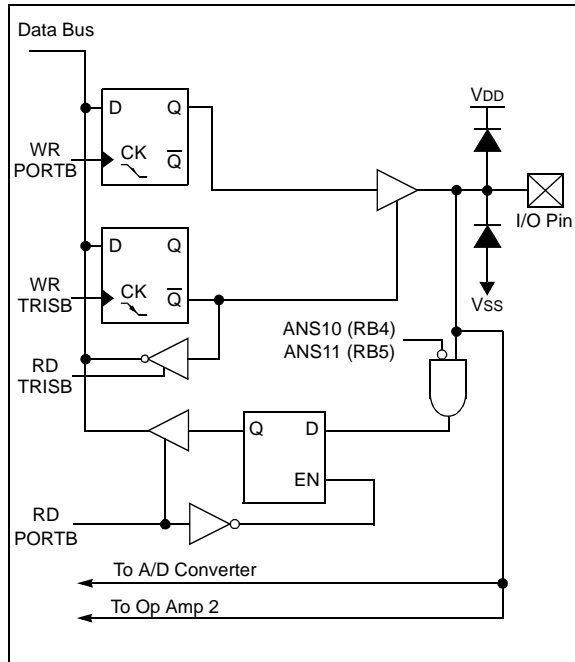 Data Bus
D Q
CK Q
WR
PORTB
VDD
I/O Pin
VSS
D Q
CK Q
WR
TRISB
RD
TRISB
ANS10 (RB4)
ANS11 (RB5)
Q D
EN
RD
PORTB
To A/D Converter
To Op Amp 2